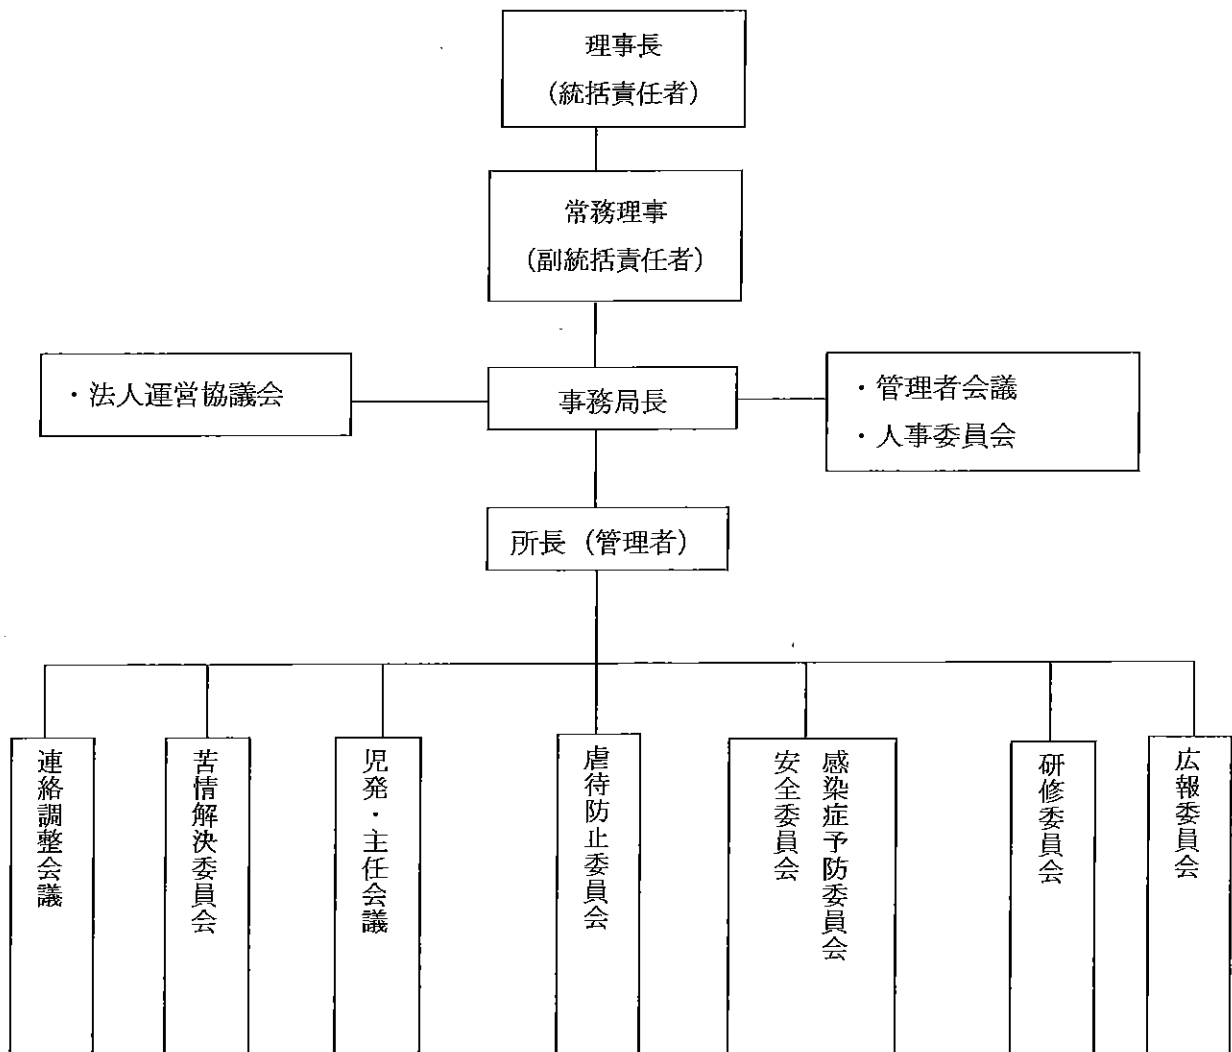 理事長
（統括責任者）
常務理事
（副統括責任者）
・法人運営協議会
事務局長
・管理者会議
・人事委員会
所長（管理者）
連絡調整会議
苦情解決委員会
児発・主任会議
虐待防止委員会
感染症予防委員会
安全委員会
研修委員会
広報委員会